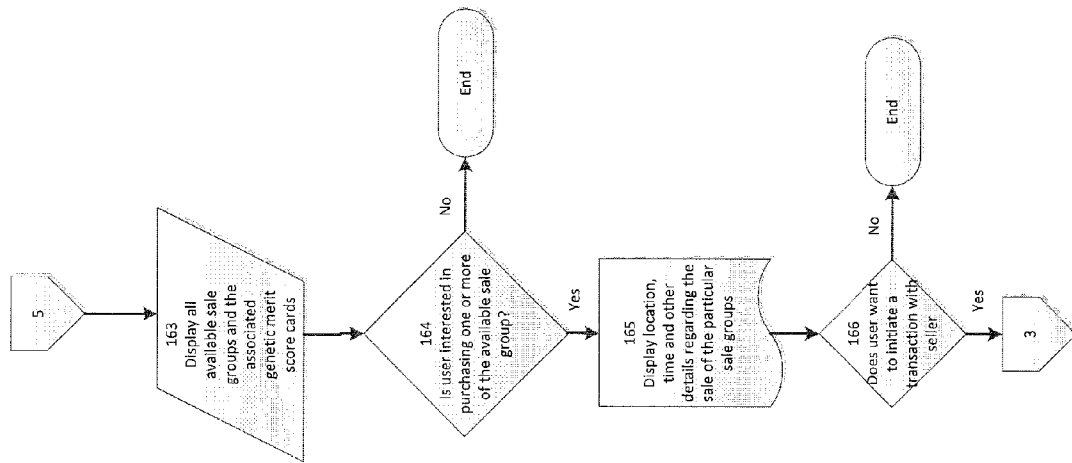 5
163
Display all
available sale
groups and the
associated
genetic merit
score cards
164
Is user interested in
purchasing one or more
of the available sale
group?
No
End
Yes
165
Display location,
time and other
details regarding the
sale of the particular
sale groups
166
Does user want
to initiate a
transaction with
seller
No
End
Yes
3